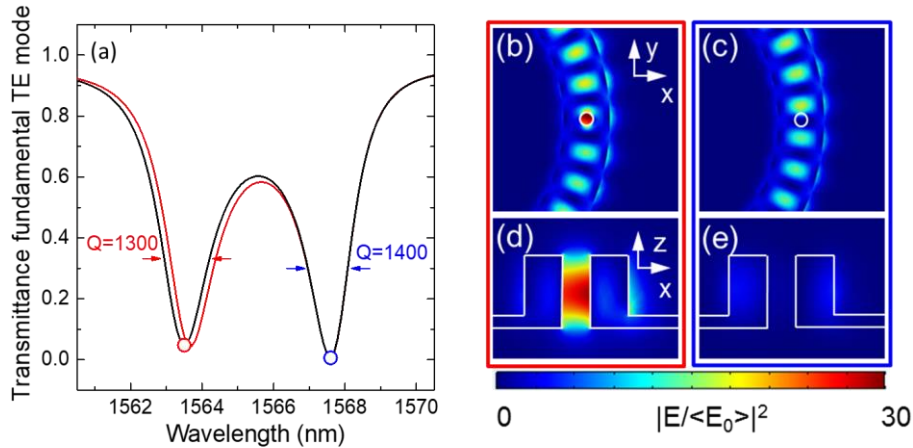 (a)
Transmittance fundamental TE mode
1.0
0.8
0.6
0.4
0.2
0.0
Q=1300
Q=1400
1562
1564
1566
1568
1570
Wavelength (nm)
(b)
y
x
(c)
(d)
z
x
(e)
0
|E/<E₀>|²
30